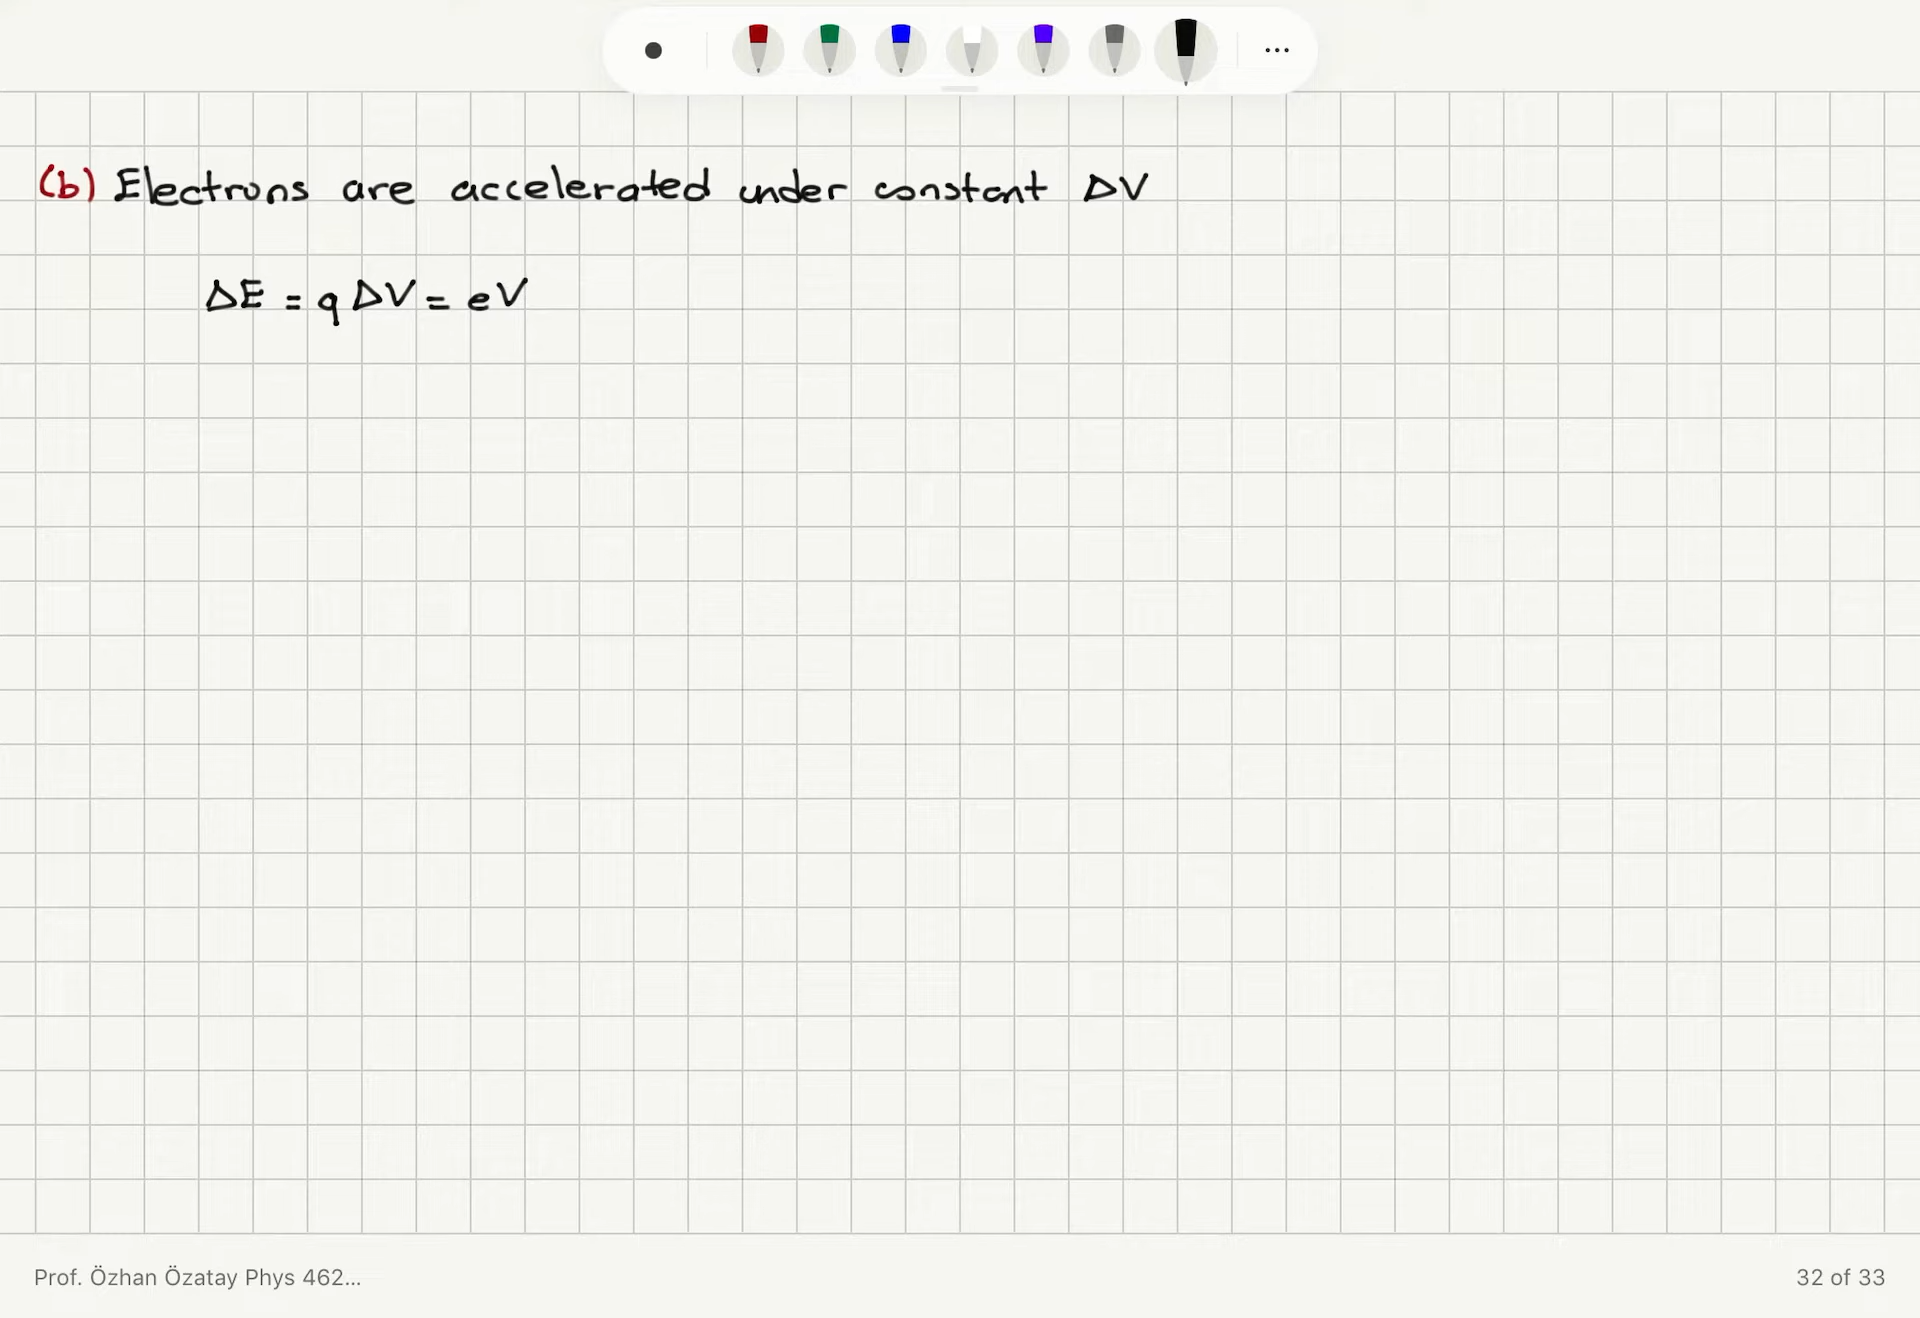 (b) Electrons are accelerated under constant ΔV
ΔE = q ΔV = eV
Prof. Özhan Özatay Phys 462...
32 of 33